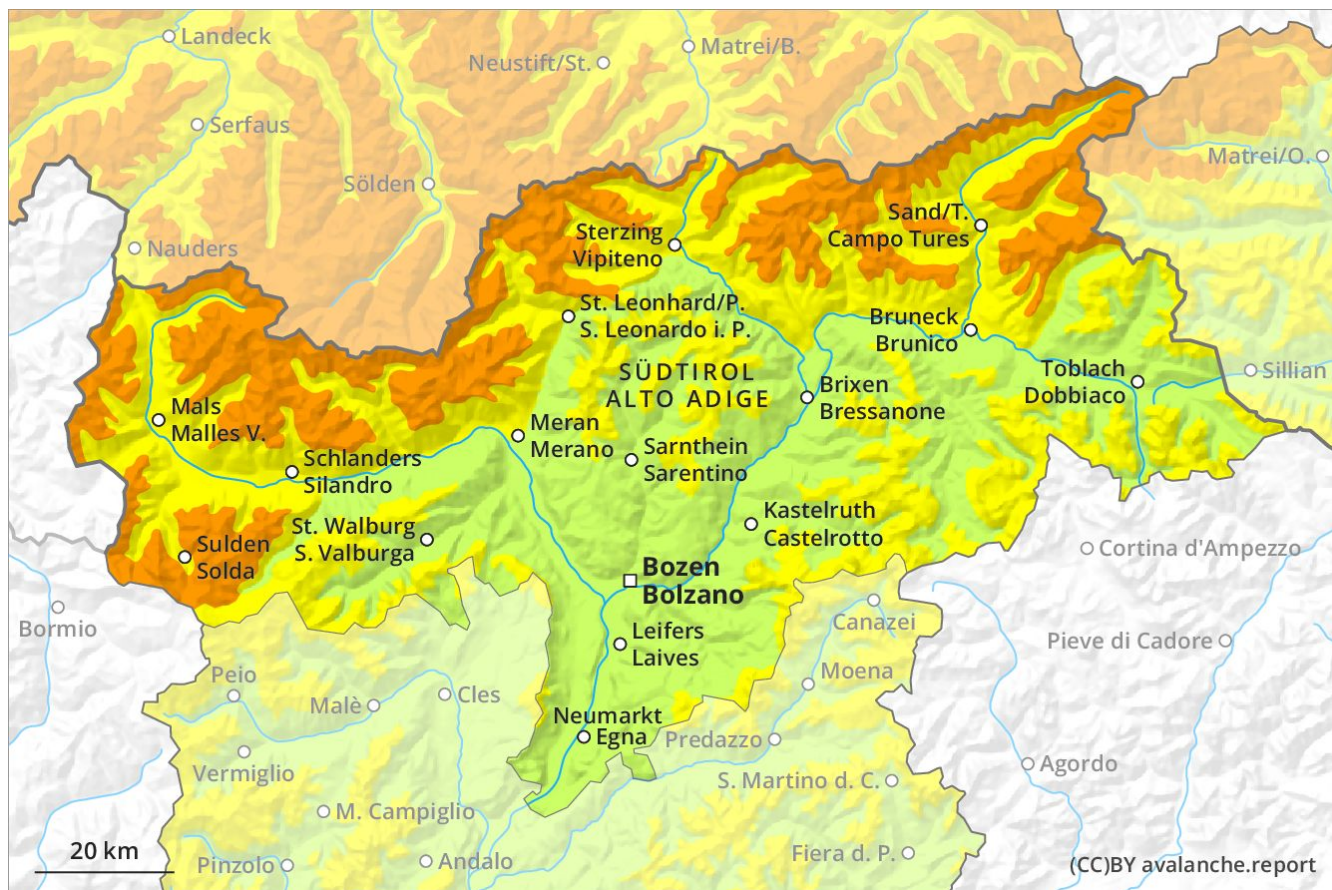 Landeck
Matrei/B.
Neustift/St.
Serfaus
Matrei/O.
Sölden
Sand/T.
Campo Tures
Sterzing
Vipiteno
Nauders
St. Leonhard/P.
S. Leonardo i. P.
Bruneck
Brunico
SÜDTIROL
ALTO ADIGE
Toblach
Dobbiaco
Sillian
Brixen
Bressanone
Mals
Malles V.
Meran
Merano
Sarnthein
Sarentino
Schlanders
Silandro
Kastelruth
Castelrotto
St. Walburg
S. Valburga
Sulden
Solda
Cortina d'Ampezzo
Bozen
Bolzano
Bormio
Canazei
Leifers
Laives
Pieve di Cadore
Peio
Moena
Malè
Cles
Neumarkt
Egna
Predazzo
Vermiglio
Agordo
S. Martino d. C.
M. Campiglio
20 km
Pinzolo
Andalo
Fiera d. P.
(CC)BY avalanche.report